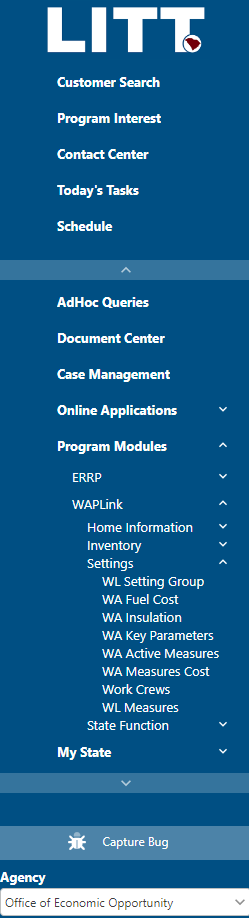 LITT
Customer Search
Program Interest
Contact Center
Today's Tasks
Schedule
AdHoc Queries
Document Center
Case Management
Online Applications
Program Modules
ERRP
WAPLink
Home Information
Inventory
Settings
WL Setting Group
WA Fuel Cost
WA Insulation
WA Key Parameters
WA Active Measures
WA Measures Cost
Work Crews
WL Measures
State Function
My State
Capture Bug
Agency
Office of Economic Opportunity